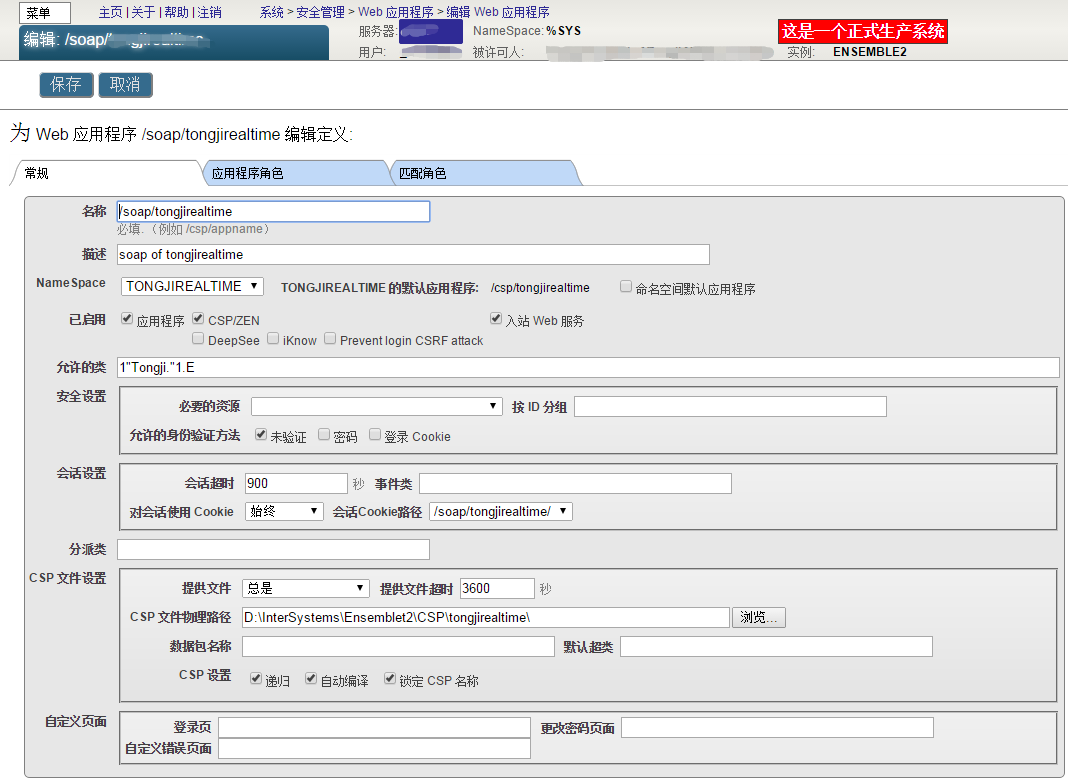 菜单 主页 | 关于 | 帮助 | 注销 系统 > 安全管理 > Web 应用程序 > 编辑 Web 应用程序
编辑: /soap/tongjirealtime 服务器: NameSpace: %SYS 这是一个正式生产系统
用户: 被许可人: 实例: ENSEMBLE2
保存 取消
为 Web 应用程序 /soap/tongjirealtime 编辑定义:
常规 应用程序角色 匹配角色
名称 /soap/tongjirealtime
必填.（例如 /csp/appname）
描述 soap of tongjirealtime
NameSpace TONGJIREALTIME TONGJIREALTIME 的默认应用程序: /csp/tongjirealtime 命名空间默认应用程序
已启用 应用程序 CSP/ZEN 入站 Web 服务
DeepSee iKnow Prevent login CSRF attack
允许的类 1"Tongji."1.E
安全设置
必要的资源 按 ID 分组
允许的身份验证方法 未验证 密码 登录 Cookie
会话设置
会话超时 900 秒 事件类
对会话使用 Cookie 始终 会话Cookie路径 /soap/tongjirealtime/
分派类
CSP 文件设置
提供文件 总是 提供文件超时 3600 秒
CSP 文件物理路径 D:\InterSystems\Ensemblet2\CSP\tongjirealtime\ 浏览...
数据包名称 默认超类
CSP 设置 递归 自动编译 锁定 CSP 名称
自定义页面
登录页 更改密码页面
自定义错误页面